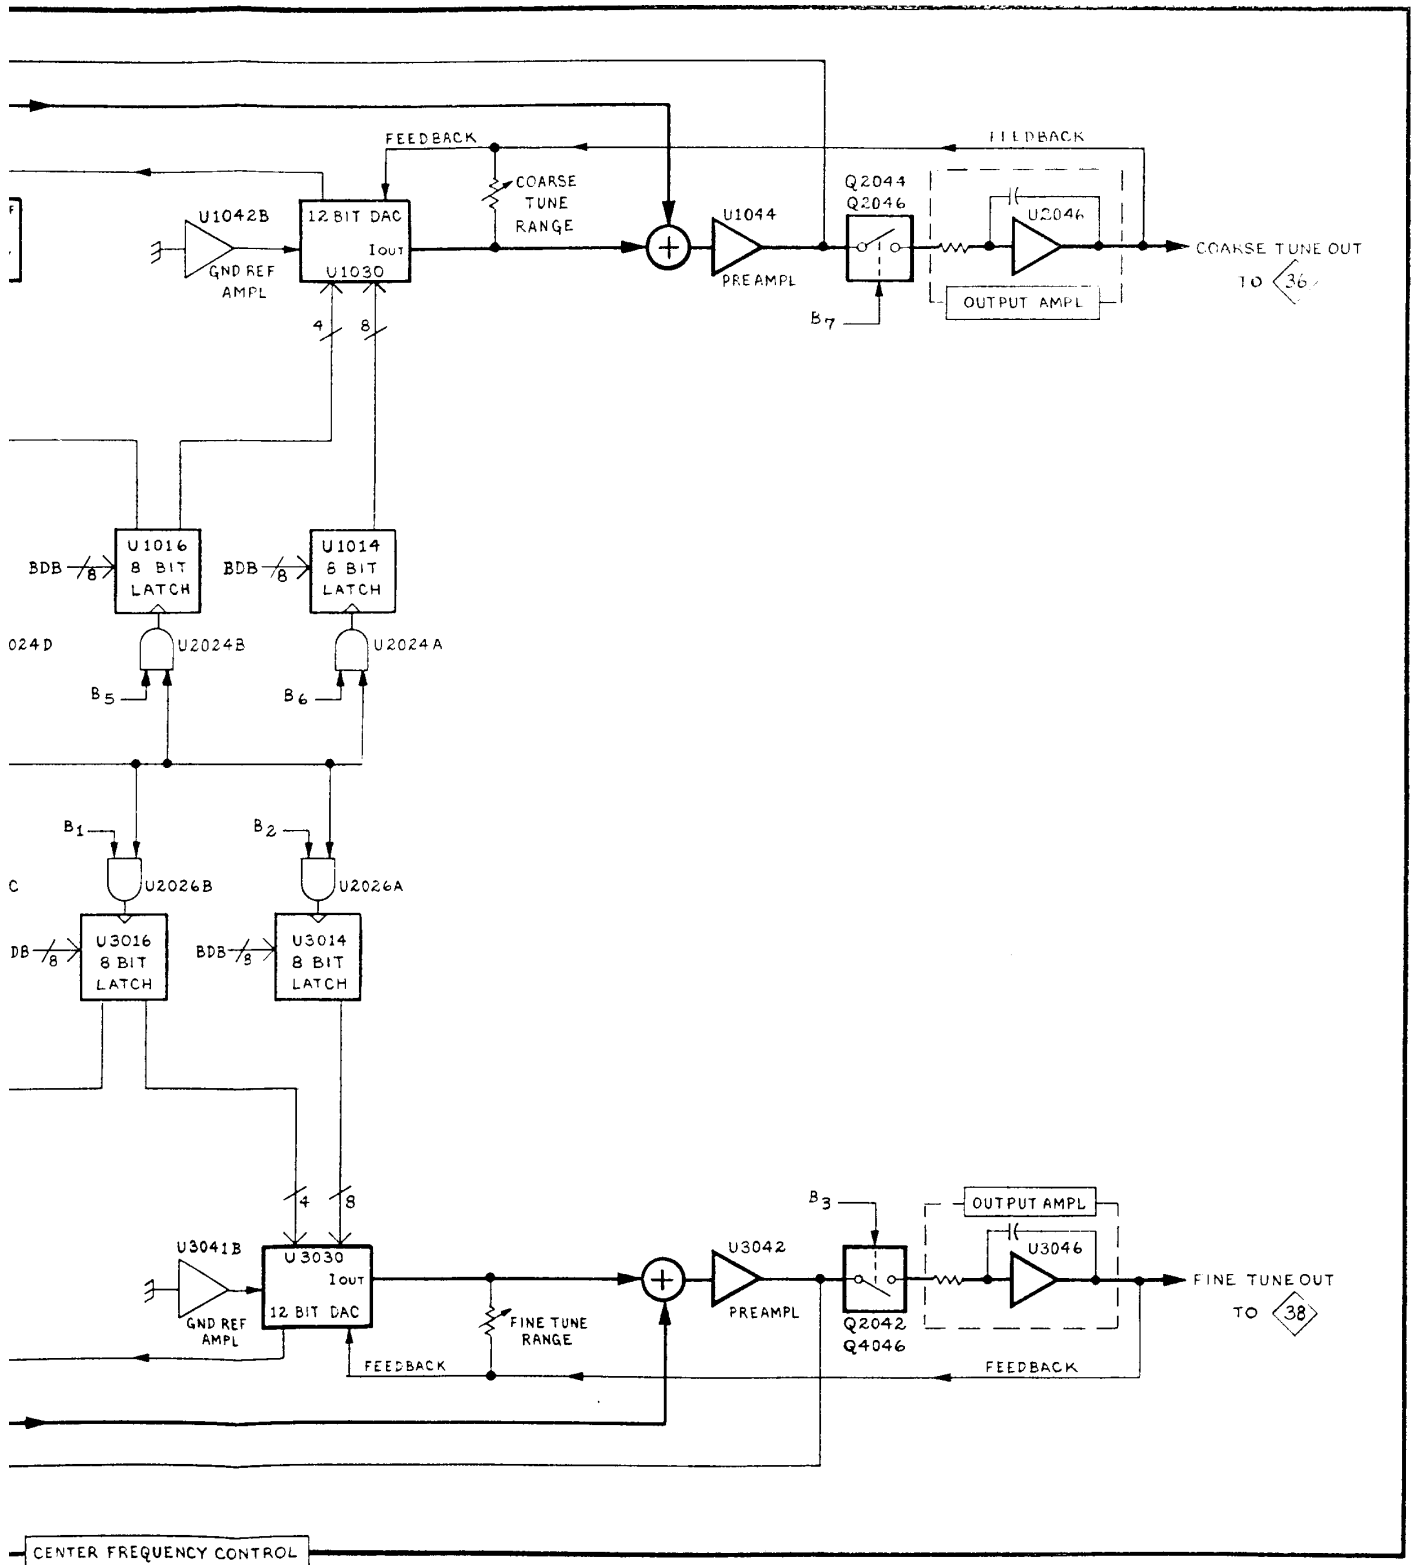 FEEDBACK
FEEDBACK
COARSE
TUNE
RANGE
Q2044
Q2046
U1042B
12 BIT DAC
IOUT
U1030
GND REF
AMPL
U1044
PREAMPL
U2046
OUTPUT AMPL
COARSE TUNE OUT
TO 36
B7
4
8
U1016
8 BIT
LATCH
BDB
8
U1014
8 BIT
LATCH
BDB
8
024D
U2024B
U2024A
B5
B6
B1
B2
C
U2026B
U2026A
DB
8
U3016
8 BIT
LATCH
BDB
8
U3014
8 BIT
LATCH
4
8
U3041B
U3030
IOUT
12 BIT DAC
GND REF
AMPL
FINE TUNE
RANGE
FEEDBACK
U3042
PREAMPL
B3
Q2042
Q4046
OUTPUT AMPL
U3046
FINE TUNE OUT
TO 38
FEEDBACK
CENTER FREQUENCY CONTROL